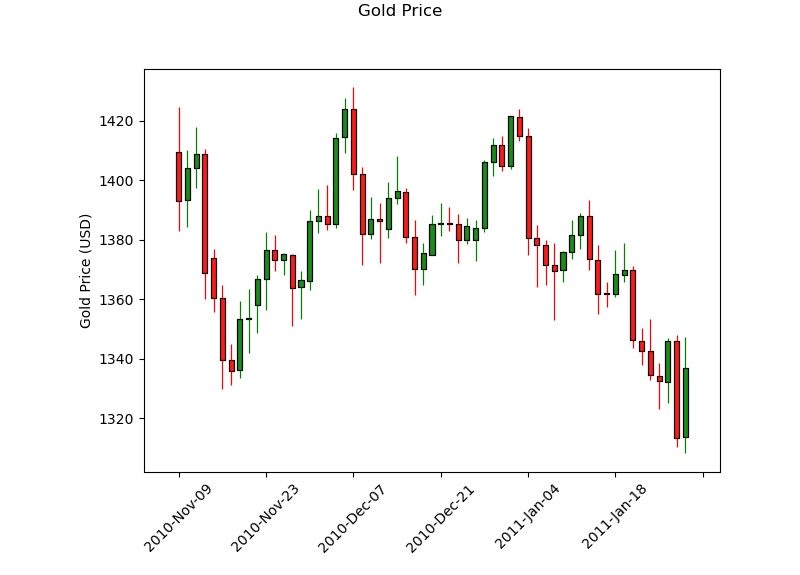 Gold Price
Gold Price (USD)
1420
1400
1380
1360
1340
1320
2010-Nov-09
2010-Nov-23
2010-Dec-07
2010-Dec-21
2011-Jan-04
2011-Jan-18